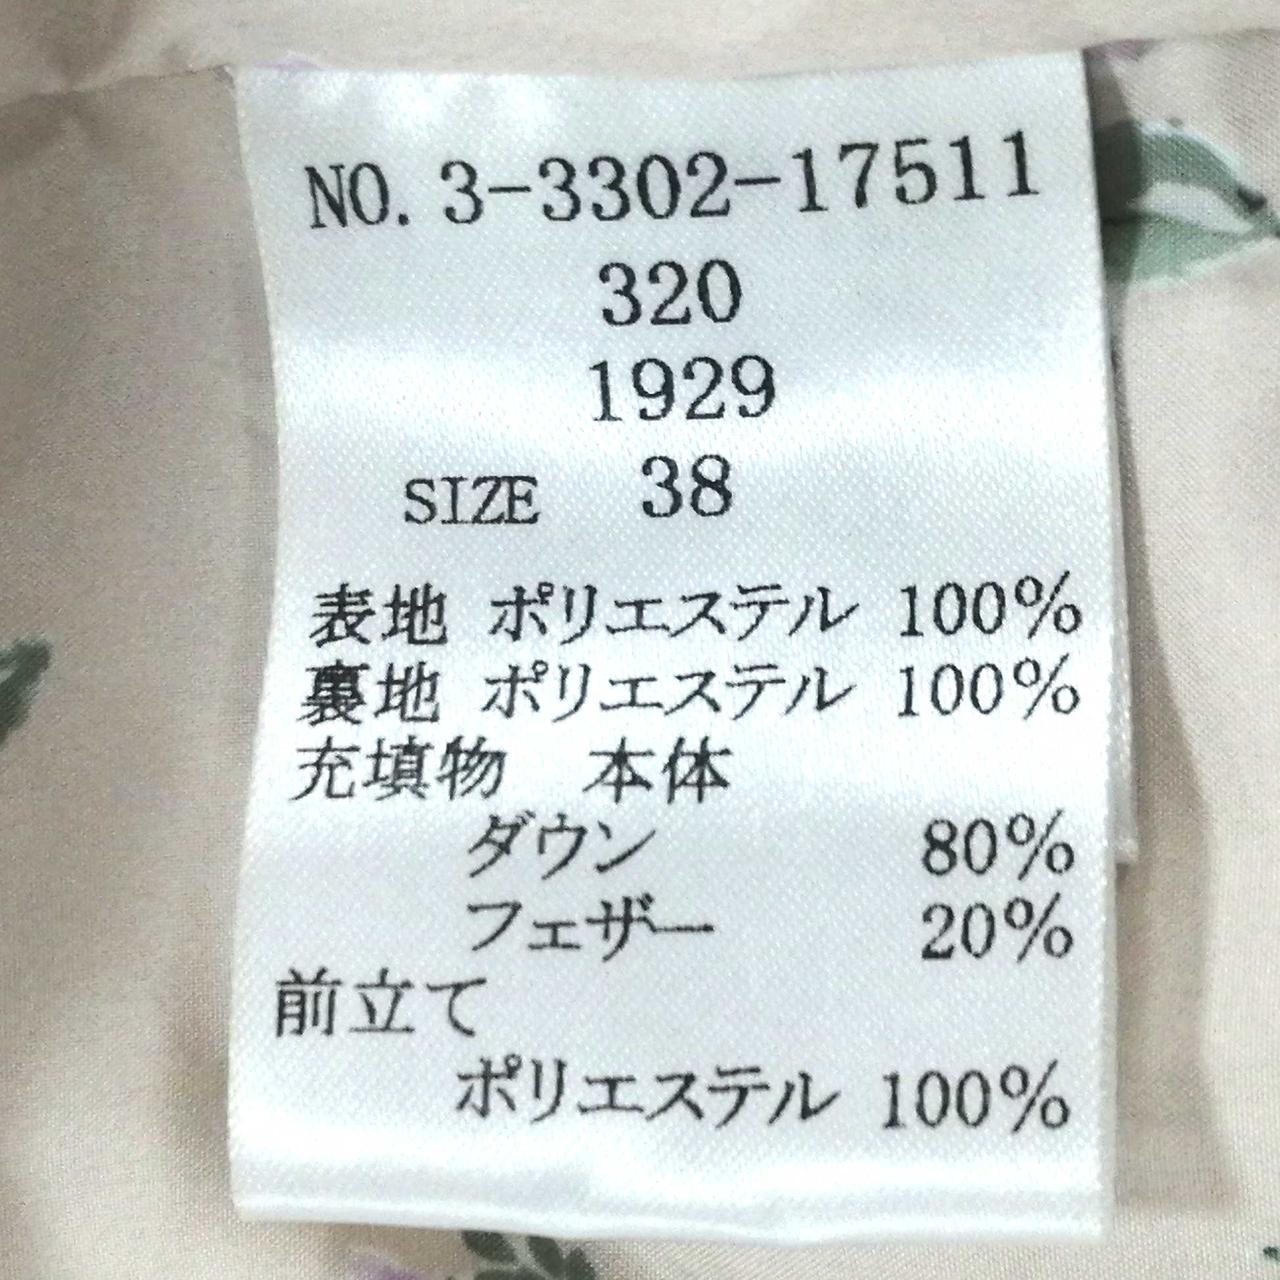 NO. 3-3302-17511
320
1929
SIZE 38
表地 ポリエステル 100%
裏地 ポリエステル 100%
充填物 本体
ダウン 80%
フェザー 20%
前立て
ポリエステル 100%